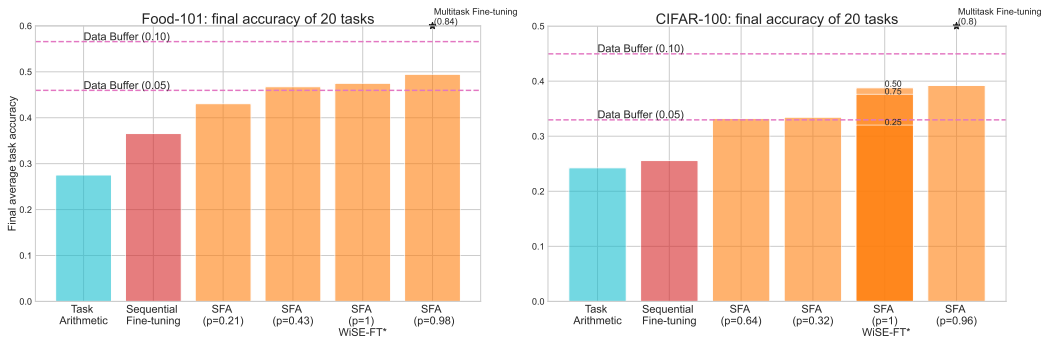 Food-101: final accuracy of 20 tasks
Multitask Fine-tuning
(0.84)
Data Buffer (0.10)
Data Buffer (0.05)
Final average task accuracy
0.6
0.5
0.4
0.3
0.2
0.1
0.0
Task
Arithmetic
Sequential
Fine-tuning
SFA
(p=0.21)
SFA
(p=0.43)
SFA
(p=1)
WiSE-FT*
SFA
(p=0.98)
CIFAR-100: final accuracy of 20 tasks
Multitask Fine-tuning
(0.8)
Data Buffer (0.10)
Data Buffer (0.05)
0.50
0.75
0.25
0.5
0.4
0.3
0.2
0.1
0.0
Task
Arithmetic
Sequential
Fine-tuning
SFA
(p=0.64)
SFA
(p=0.32)
SFA
(p=1)
WiSE-FT*
SFA
(p=0.96)